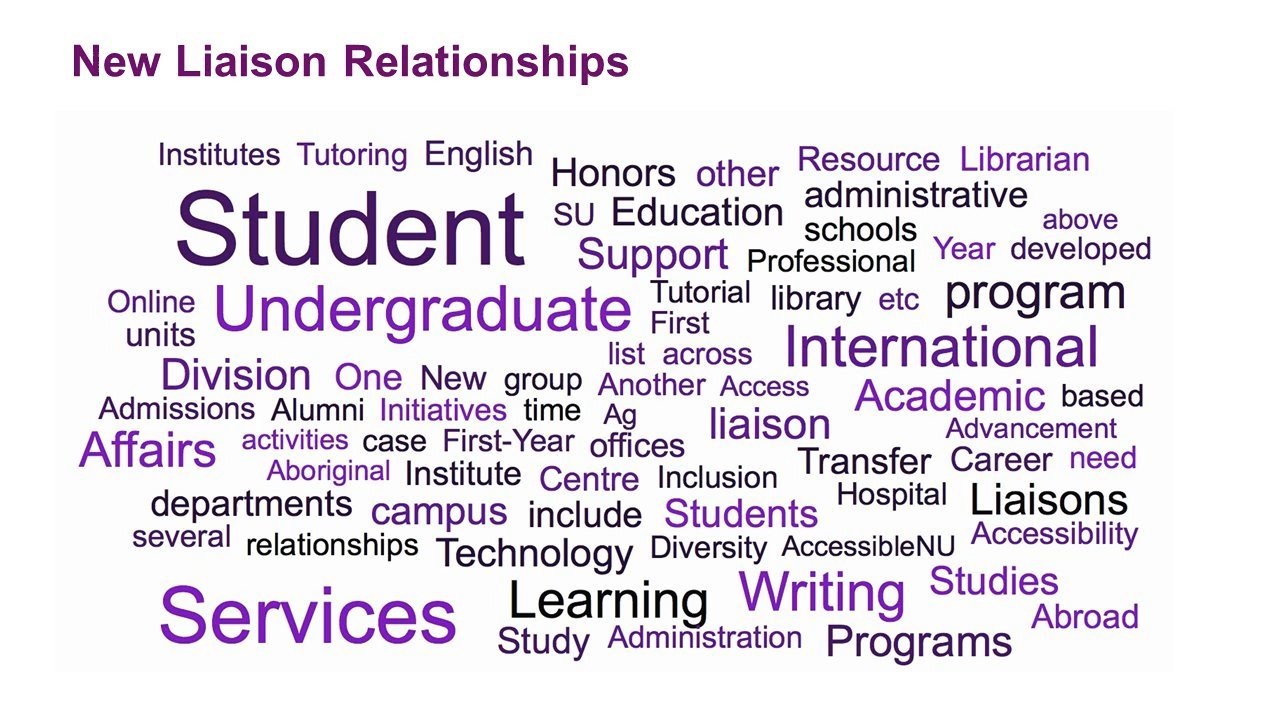 New Liaison Relationships
Institutes Tutoring English
Honors other Resource Librarian
Student SU Education administrative
schools above
Support Professional Year developed
Online Undergraduate Tutorial library etc program
units First International
list across
Division One New group Another Access Academic based
Admissions Alumni Initiatives time Ag liaison Advancement
Affairs activities case First-Year offices
Aboriginal Institute Centre Inclusion Transfer Career need
departments campus include Students Hospital Liaisons
several relationships Technology Diversity AccessibleNU Accessibility
Services Learning Writing Studies
Study Administration Programs Abroad